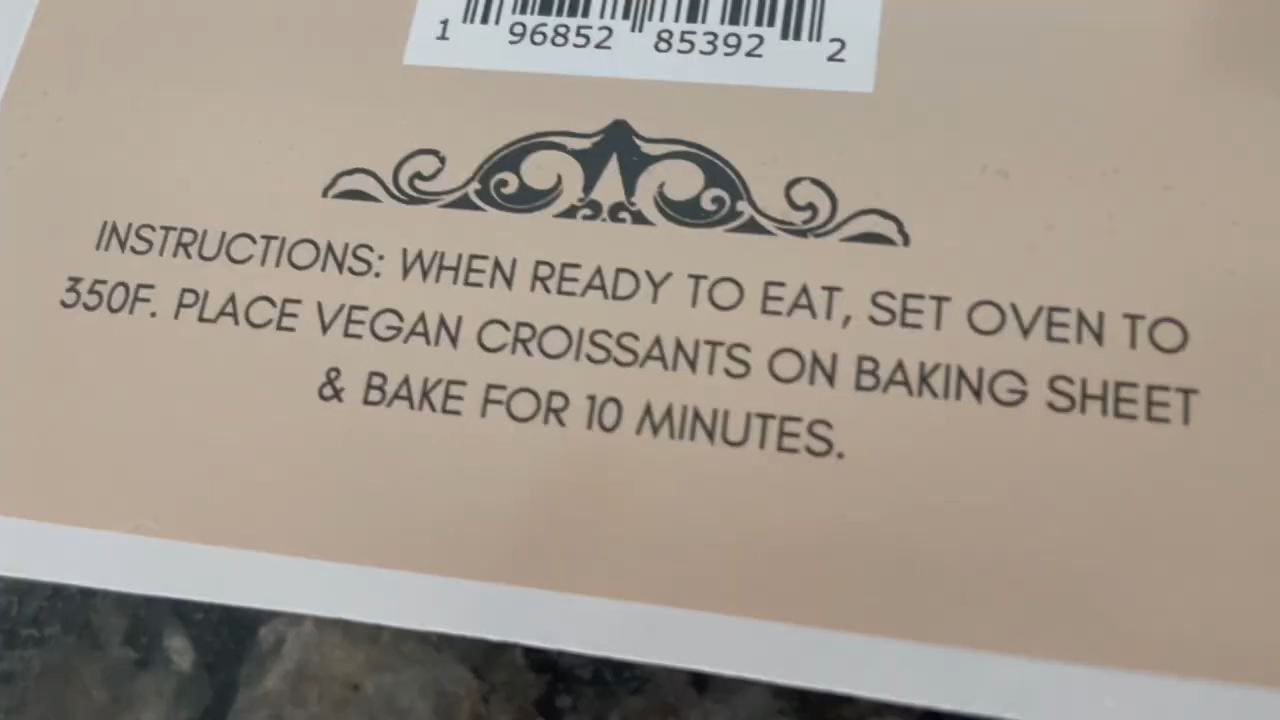 1 96852 85392 2
INSTRUCTIONS: WHEN READY TO EAT, SET OVEN TO
350F. PLACE VEGAN CROISSANTS ON BAKING SHEET
& BAKE FOR 10 MINUTES.